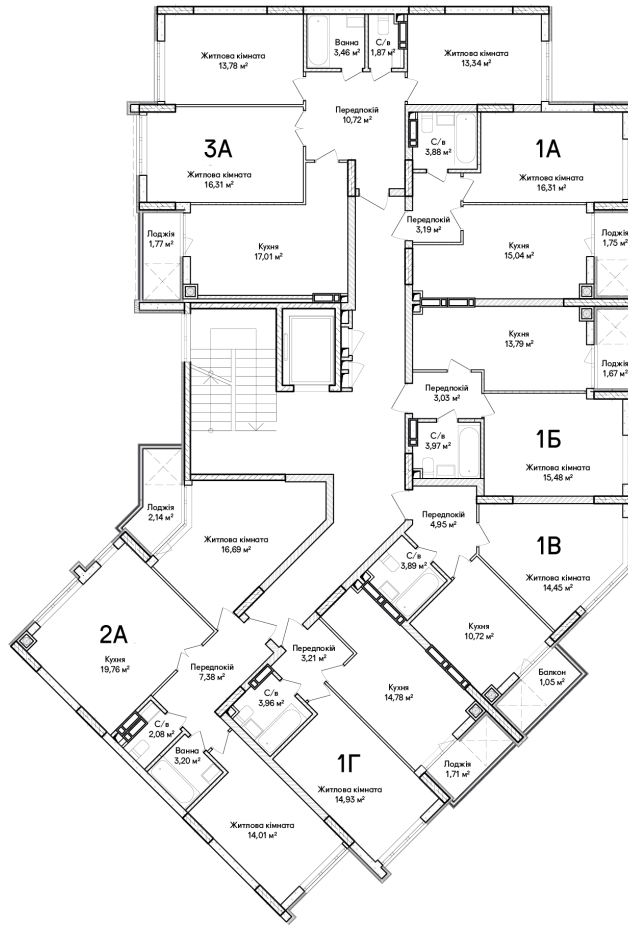 Житлова кімната
13,78 м²
Ванна
3,46 м²
С/в
1,87 м²
Житлова кімната
13,34 м²
Передпокій
10,72 м²
3А
Житлова кімната
16,31 м²
С/в
3,88 м²
1А
Житлова кімната
16,31 м²
Лоджія
1,77 м²
Кухня
17,01 м²
Передпокій
3,19 м²
Кухня
15,04 м²
Лоджія
1,75 м²
Кухня
13,79 м²
Лоджія
1,67 м²
Передпокій
3,03 м²
С/в
3,97 м²
1Б
Житлова кімната
15,48 м²
Лоджія
2,14 м²
Житлова кімната
16,69 м²
Передпокій
4,95 м²
1В
Житлова кімната
14,45 м²
С/в
3,89 м²
Кухня
10,72 м²
2А
Кухня
19,76 м²
Передпокій
7,38 м²
Передпокій
3,21 м²
Балкон
1,05 м²
С/в
3,96 м²
Кухня
14,78 м²
С/в
2,08 м²
Ванна
3,20 м²
1Г
Житлова кімната
14,93 м²
Лоджія
1,71 м²
Житлова кімната
14,01 м²